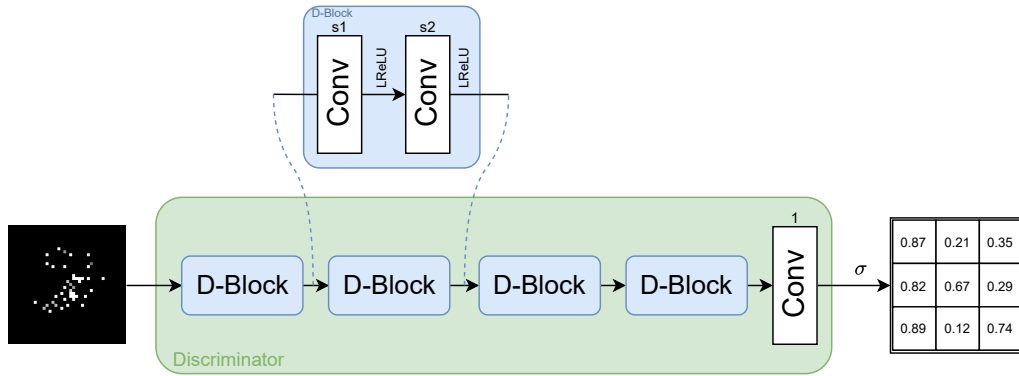 D-Block
s1 s2
Conv LReLU Conv LReLU
1
D-Block D-Block D-Block D-Block Conv σ
0.87 0.21 0.35
0.82 0.67 0.29
0.89 0.12 0.74
Discriminator